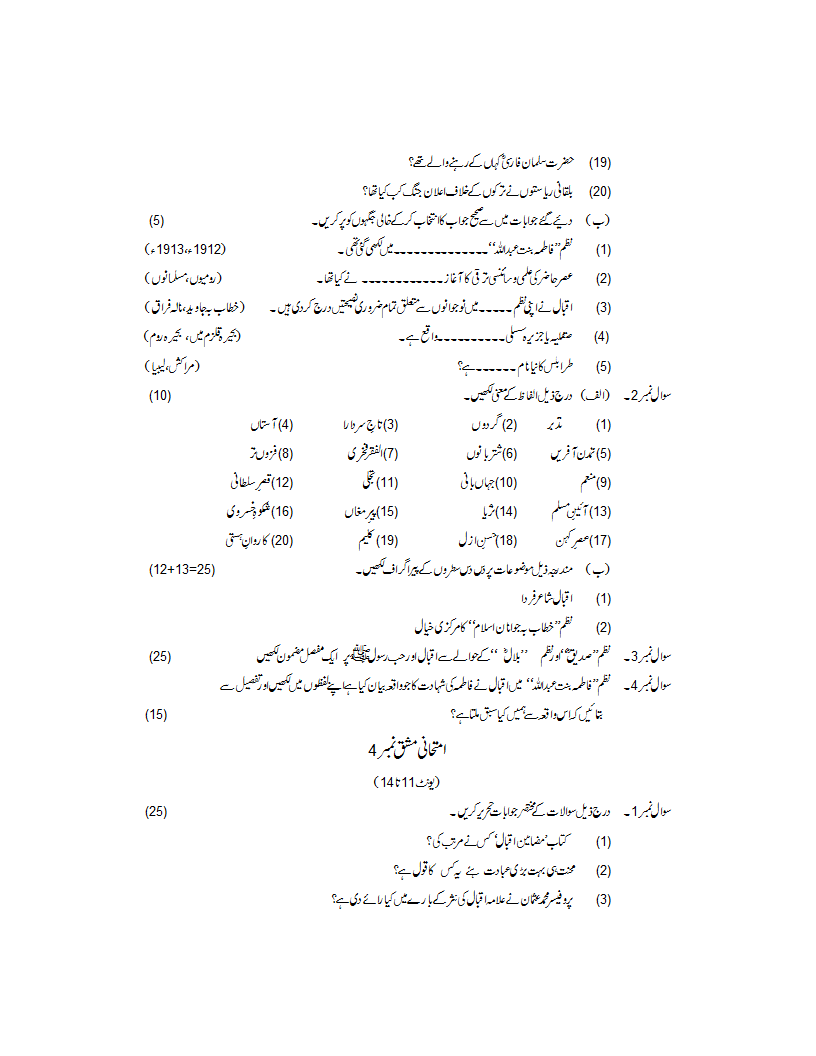 (19) حضرت سلمان فارسیؓ کہاں کے رہنے والے تھے؟
(20) بلقانی ریاستوں نے ترکوں کے خلاف اعلان جنگ کب کیا تھا؟
(ب) دئیے گئے جوابات میں سے صحیح جواب کا انتخاب کرکے خالی جگہوں کو پر کریں۔ (5)
(1) نظم ’’فاطمہ بنت عبداللہ‘‘ ۔۔۔۔۔۔۔۔۔۔۔۔۔۔ میں لکھی گئی تھی۔ (1912ء، 1913ء)
(2) عصر حاضر کی علمی و سائنسی ترقی کا آغاز ۔۔۔۔۔۔۔۔۔۔۔۔ نے کیا تھا۔ (رومیوں، مسلمانوں)
(3) اقبال نے اپنی نظم ۔۔۔۔۔ میں نوجوانوں سے متعلق تمام ضروری نصیحتیں درج کردی ہیں۔ (خطاب بہ جاوید، نالہ فراق)
(4) صقلیہ یا جزیرہ سسلی ۔۔۔۔۔۔۔۔۔۔ واقع ہے۔ (بحیرۂ قلزم میں، بحیرہ روم)
(5) طرابلس کا نیا نام ۔۔۔۔۔۔ ہے؟ (مراکش، لیبیا)
سوال نمبر 2۔ (الف) درج ذیل الفاظ کے معنی لکھیں۔ (10)
(1) تدبر (2) گردوں (3) تاج سردارا (4) آستاں
(5) تمدن آفریں (6) شتربانوں (7) الفقر فخری (8) فزوں تر
(9) منعم (10) جہاں بانی (11) تجلی (12) قصرِ سلطانی
(13) آئینِ مسلم (14) ثریا (15) پیرِ مغاں (16) شکوہِ خسروی
(17) عصرِ کہن (18) حسنِ ازل (19) کلیم (20) کاروانِ ہستی
(ب) مندرجہ ذیل موضوعات پر دس دس سطروں کے پیراگراف لکھیں۔ (12+13=25)
(1) اقبال شاعر فردا
(2) نظم ’’خطاب بہ جوانان اسلام‘‘ کا مرکزی خیال
سوال نمبر 3۔ نظم ’’صدیقؓ‘‘ اور نظم ’’بلالؓ‘‘ کے حوالے سے اقبال اور حب رسولﷺ پر ایک مفصل مضمون لکھیں (25)
سوال نمبر 4۔ نظم ’’فاطمہ بنت عبداللہ‘‘ میں اقبال نے فاطمہ کی شہادت کا جو واقعہ بیان کیا ہے اپنے لفظوں میں لکھیں اور تفصیل سے
بتائیں کہ اس واقعہ سے ہمیں کیا سبق ملتا ہے؟ (15)
امتحانی مشق نمبر 4
(یونٹ 11 تا 14)
سوال نمبر 1۔ درج ذیل سوالات کے مختصر جوابات تحریر کریں۔ (25)
(1) کتاب ’مضامین اقبال‘ کس نے مرتب کی؟
(2) محنت ہی بہت بڑی عبادت ہے یہ کس کا قول ہے؟
(3) پروفیسر محمد عثمان نے علامہ اقبال کی نثر کے بارے میں کیا رائے دی ہے؟